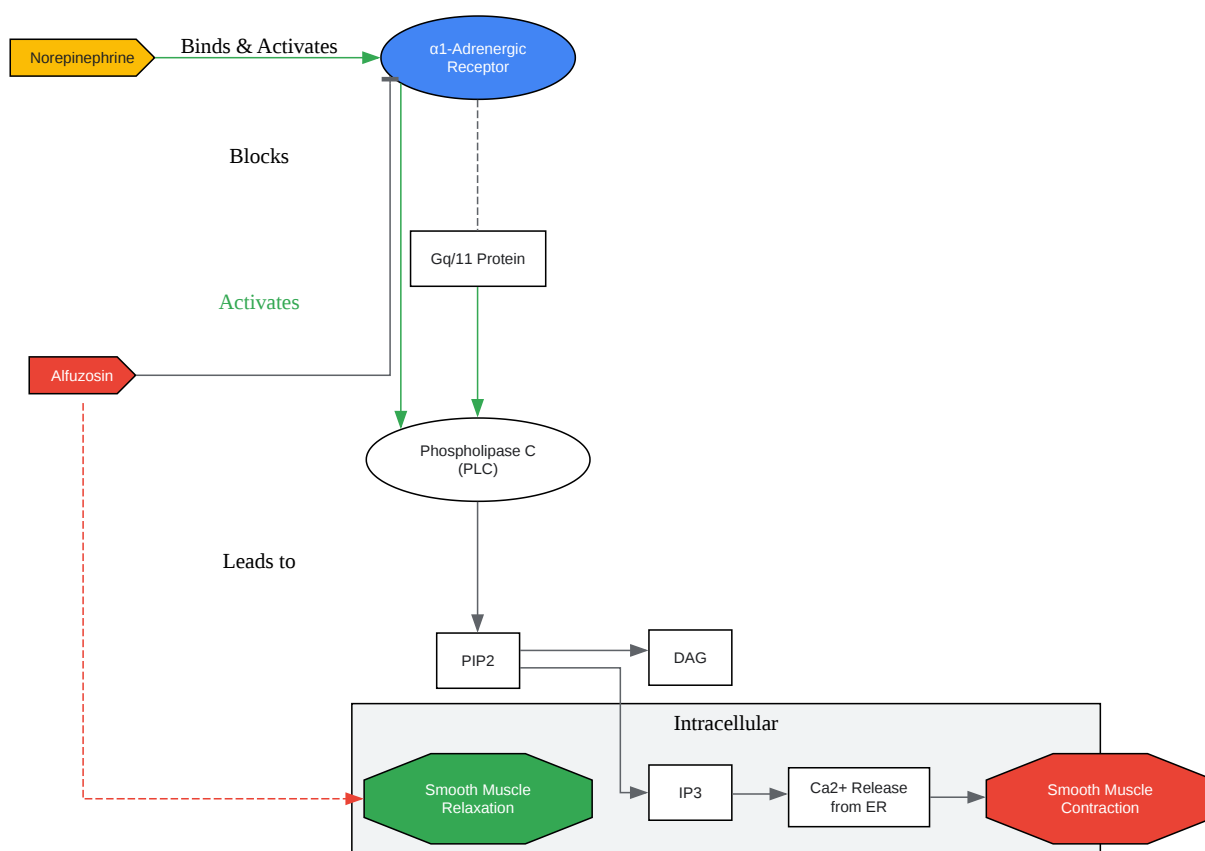 Norepinephrine
Binds & Activates
α1-Adrenergic
Receptor
Blocks
Gq/11 Protein
Activates
Alfuzosin
Phospholipase C
(PLC)
Leads to
PIP2
DAG
Intracellular
Smooth Muscle
Relaxation
IP3
Ca2+ Release
from ER
Smooth Muscle
Contraction